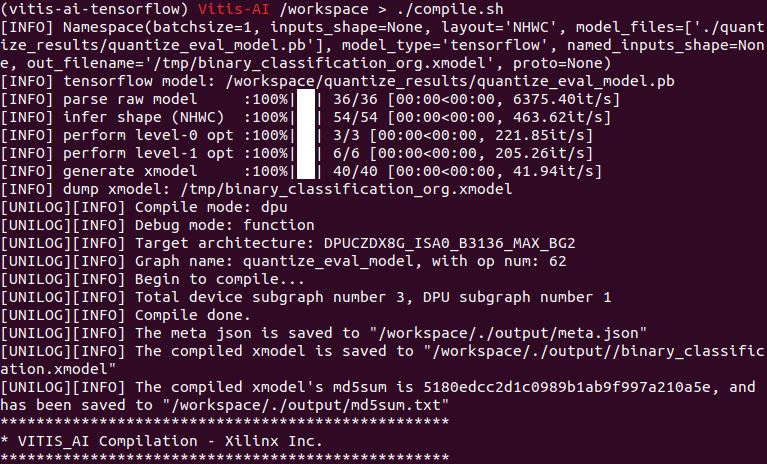 (vitis-ai-tensorflow) Vitis-AI /workspace > ./compile.sh
[INFO] Namespace(batchsize=1, inputs_shape=None, layout='NHWC', model_files=['./quant
ize_results/quantize_eval_model.pb'], model_type='tensorflow', named_inputs_shape=Non
e, out_filename='/tmp/binary_classification_org.xmodel', proto=None)
[INFO] tensorflow model: /workspace/quantize_results/quantize_eval_model.pb
[INFO] parse raw model     :100%|██| 36/36 [00:00<00:00, 6375.40it/s]
[INFO] infer shape (NHWC)  :100%|██| 54/54 [00:00<00:00, 463.62it/s]
[INFO] perform level-0 opt :100%|██| 3/3 [00:00<00:00, 221.85it/s]
[INFO] perform level-1 opt :100%|██| 6/6 [00:00<00:00, 205.26it/s]
[INFO] generate xmodel     :100%|██| 40/40 [00:00<00:00, 41.94it/s]
[INFO] dump xmodel: /tmp/binary_classification_org.xmodel
[UNILOG][INFO] Compile mode: dpu
[UNILOG][INFO] Debug mode: function
[UNILOG][INFO] Target architecture: DPUCZDX8G_ISA0_B3136_MAX_BG2
[UNILOG][INFO] Graph name: quantize_eval_model, with op num: 62
[UNILOG][INFO] Begin to compile...
[UNILOG][INFO] Total device subgraph number 3, DPU subgraph number 1
[UNILOG][INFO] Compile done.
[UNILOG][INFO] The meta json is saved to "/workspace/./output/meta.json"
[UNILOG][INFO] The compiled xmodel is saved to "/workspace/./output//binary_classific
ation.xmodel"
[UNILOG][INFO] The compiled xmodel's md5sum is 5180edcc2d1c0989b1ab9f997a210a5e, and
has been saved to "/workspace/./output/md5sum.txt"
**************************************************
* VITIS_AI Compilation - Xilinx Inc.
**************************************************